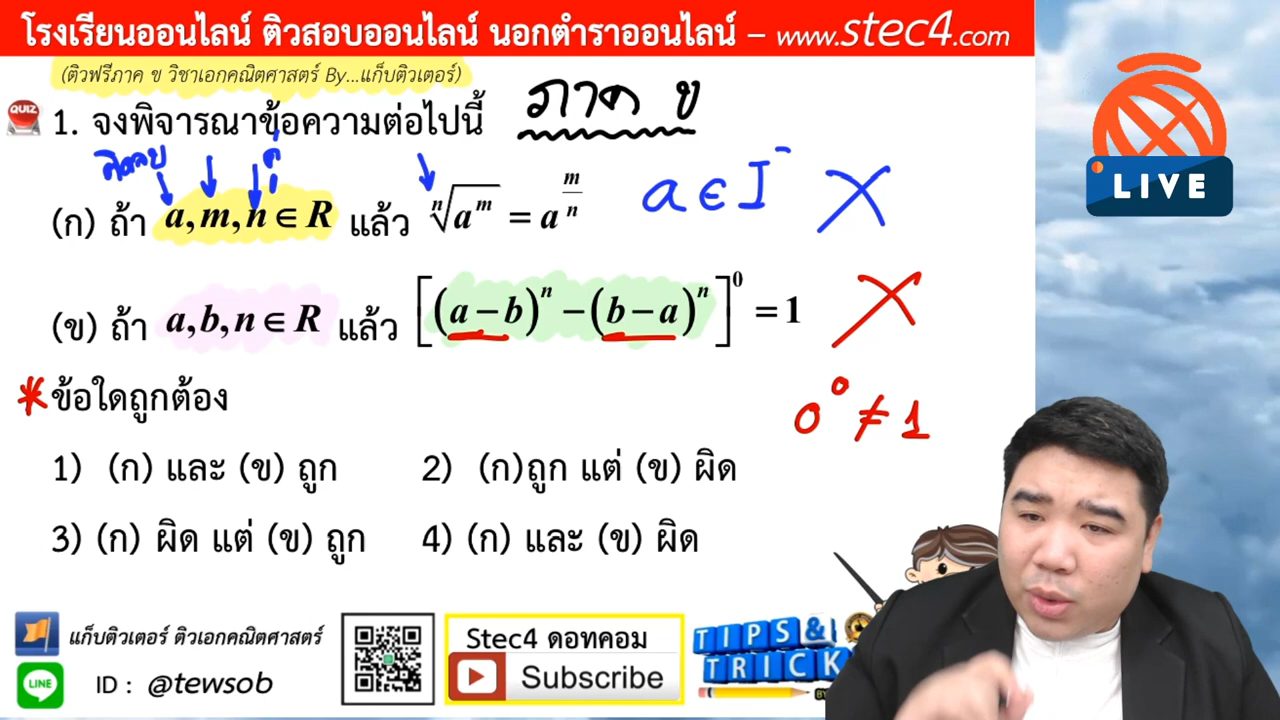 โรงเรียนออนไลน์ ติวสอบออนไลน์ นอกตำราออนไลน์ – www.stec4.com
(ติวฟรีภาค ข วิชาเอกคณิตศาสตร์ By...แก็บติวเตอร์)
QUIZ 1. จงพิจารณาข้อความต่อไปนี้ ภาค ข
ติดลบ คู่
(ก) ถ้า a, m, n ∈ R แล้ว ⁿ√(aᵐ) = a^(m/n) a ∈ I⁻ X
(ข) ถ้า a, b, n ∈ R แล้ว [(a – b)ⁿ – (b – a)ⁿ]⁰ = 1 X
* ข้อใดถูกต้อง
0⁰ ≠ 1
1) (ก) และ (ข) ถูก 2) (ก)ถูก แต่ (ข) ผิด
3) (ก) ผิด แต่ (ข) ถูก 4) (ก) และ (ข) ผิด
LIVE
แก็บติวเตอร์ ติวเอกคณิตศาสตร์
LINE ID : @tewsob
Stec4 ดอทคอม
Subscribe
TIPS &
TRICK
BY